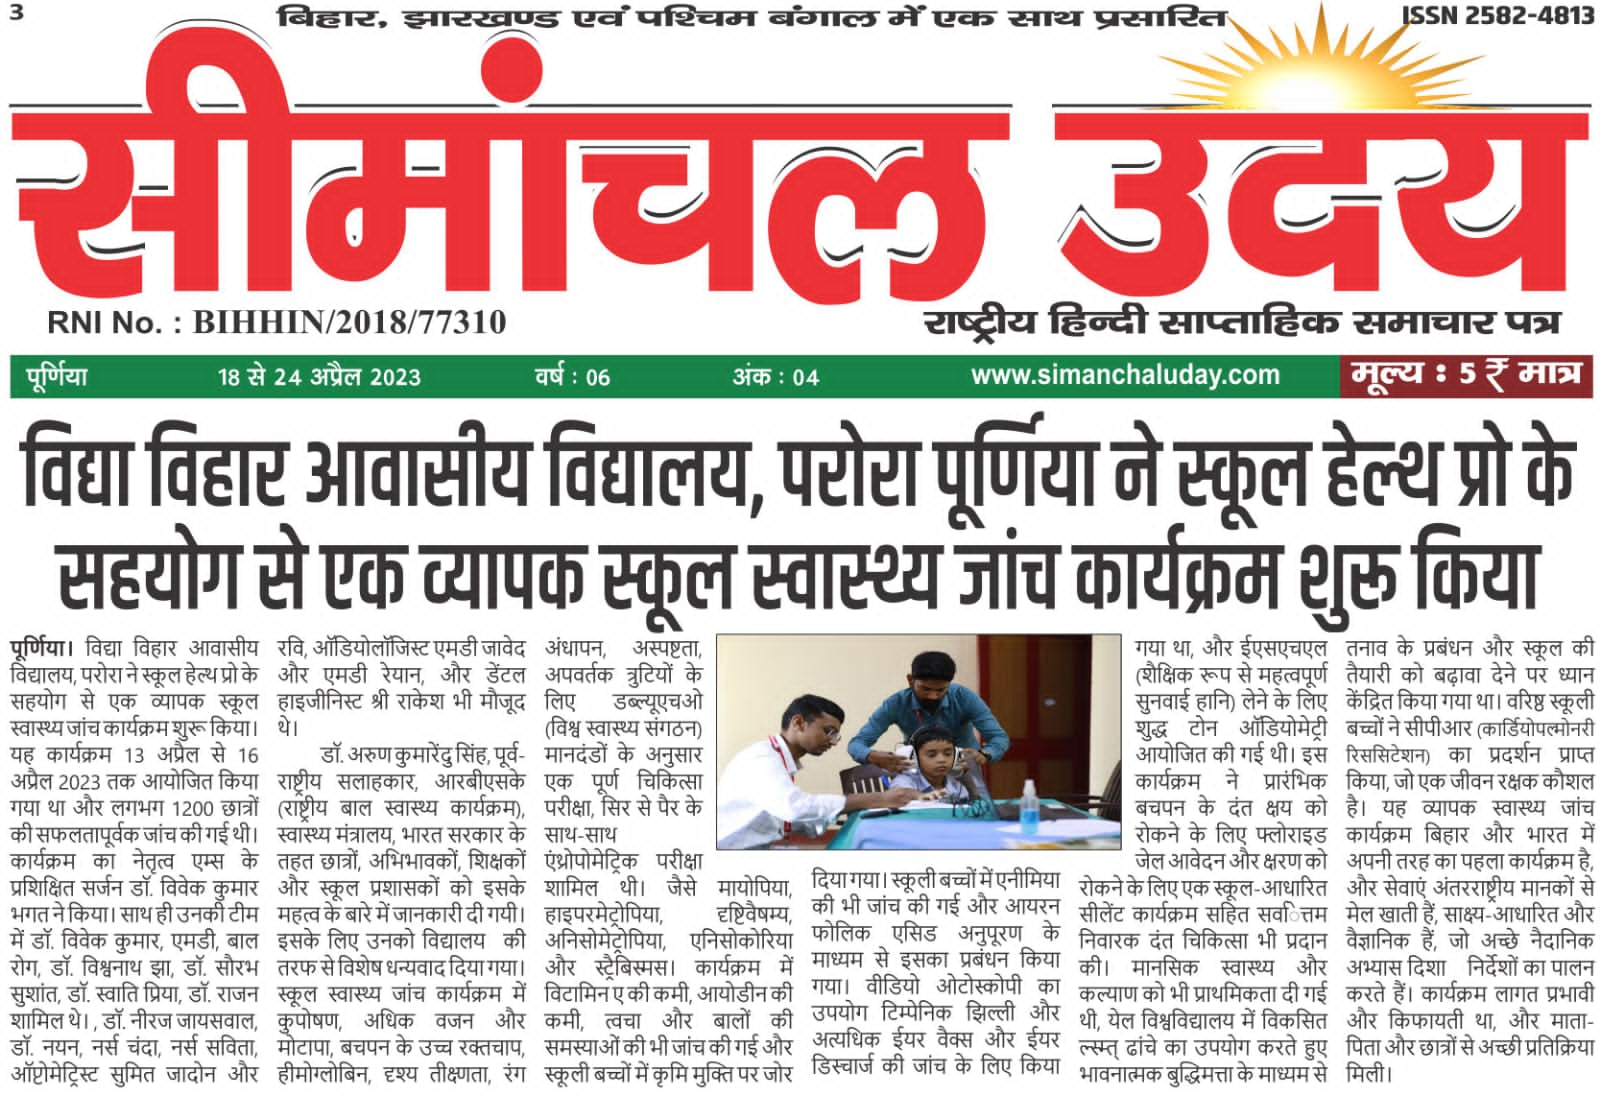 3
बिहार, झारखण्ड एवं पश्चिम बंगाल में एक साथ प्रसारित
ISSN 2582-4813
सीमांचल उदय
RNI No. : BIHHIN/2018/77310
राष्ट्रीय हिन्दी साप्ताहिक समाचार पत्र
पूर्णिया 18 से 24 अप्रैल 2023 वर्ष : 06 अंक : 04 www.simanchaluday.com मूल्य : 5 ₹ मात्र
विद्या विहार आवासीय विद्यालय, परोरा पूर्णिया ने स्कूल हेल्थ प्रो के
सहयोग से एक व्यापक स्कूल स्वास्थ्य जांच कार्यक्रम शुरू किया
पूर्णिया। विद्या विहार आवासीय
विद्यालय, परोरा ने स्कूल हेल्थ प्रो के
सहयोग से एक व्यापक स्कूल
स्वास्थ्य जांच कार्यक्रम शुरू किया।
यह कार्यक्रम 13 अप्रैल से 16
अप्रैल 2023 तक आयोजित किया
गया था और लगभग 1200 छात्रों
की सफलतापूर्वक जांच की गई थी।
कार्यक्रम का नेतृत्व एम्स के
प्रशिक्षित सर्जन डॉ. विवेक कुमार
भगत ने किया। साथ ही उनकी टीम
में डॉ. विवेक कुमार, एमडी, बाल
रोग, डॉ. विश्वनाथ झा, डॉ. सौरभ
सुशांत, डॉ. स्वाति प्रिया, डॉ. राजन
शामिल थे। , डॉ. नीरज जायसवाल,
डॉ. नयन, नर्स चंदा, नर्स सविता,
ऑप्टोमेट्रिस्ट सुमित जादोन और
रवि, ऑडियोलॉजिस्ट एमडी जावेद
और एमडी रेयान, और डेंटल
हाइजीनिस्ट श्री राकेश भी मौजूद
थे।
डॉ. अरुण कुमारेंदु सिंह, पूर्व-
राष्ट्रीय सलाहकार, आरबीएसके
(राष्ट्रीय बाल स्वास्थ्य कार्यक्रम),
स्वास्थ्य मंत्रालय, भारत सरकार के
तहत छात्रों, अभिभावकों, शिक्षकों
और स्कूल प्रशासकों को इसके
महत्व के बारे में जानकारी दी गयी।
इसके लिए उनको विद्यालय की
तरफ से विशेष धन्यवाद दिया गया।
स्कूल स्वास्थ्य जांच कार्यक्रम में
कुपोषण, अधिक वजन और
मोटापा, बचपन के उच्च रक्तचाप,
हीमोग्लोबिन, दृश्य तीक्ष्णता, रंग
अंधापन, अस्पष्टता,
अपवर्तक त्रुटियों के
लिए डब्ल्यूएचओ
(विश्व स्वास्थ्य संगठन)
मानदंडों के अनुसार
एक पूर्ण चिकित्सा
परीक्षा, सिर से पैर के
साथ-साथ
एंथ्रोपोमेट्रिक परीक्षा
शामिल थी। जैसे मायोपिया,
हाइपरमेट्रोपिया, दृष्टिवैषम्य,
अनिसोमेट्रोपिया, एनिसोकोरिया
और स्ट्रैबिस्मस। कार्यक्रम में
विटामिन ए की कमी, आयोडीन की
कमी, त्वचा और बालों की
समस्याओं की भी जांच की गई और
स्कूली बच्चों में कृमि मुक्ति पर जोर
दिया गया। स्कूली बच्चों में एनीमिया
की भी जांच की गई और आयरन
फोलिक एसिड अनुपूरण के
माध्यम से इसका प्रबंधन किया
गया। वीडियो ओटोस्कोपी का
उपयोग टिम्पेनिक झिल्ली और
अत्यधिक ईयर वैक्स और ईयर
डिस्चार्ज की जांच के लिए किया
गया था, और ईएसएचएल
(शैक्षिक रूप से महत्वपूर्ण
सुनवाई हानि) लेने के लिए
शुद्ध टोन ऑडियोमेट्री
आयोजित की गई थी। इस
कार्यक्रम ने प्रारंभिक
बचपन के दंत क्षय को
रोकने के लिए फ्लोराइड
जेल आवेदन और क्षरण को
रोकने के लिए एक स्कूल-आधारित
सीलेंट कार्यक्रम सहित सर्वाेत्तम
निवारक दंत चिकित्सा भी प्रदान
की। मानसिक स्वास्थ्य और
कल्याण को भी प्राथमिकता दी गई
थी, येल विश्वविद्यालय में विकसित
ल्स्म्त् ढांचे का उपयोग करते हुए
भावनात्मक बुद्धिमत्ता के माध्यम से
तनाव के प्रबंधन और स्कूल की
तैयारी को बढ़ावा देने पर ध्यान
केंद्रित किया गया था। वरिष्ठ स्कूली
बच्चों ने सीपीआर (कार्डियोपल्मोनरी
रिससिटेशन) का प्रदर्शन प्राप्त
किया, जो एक जीवन रक्षक कौशल
है। यह व्यापक स्वास्थ्य जांच
कार्यक्रम बिहार और भारत में
अपनी तरह का पहला कार्यक्रम है,
और सेवाएं अंतरराष्ट्रीय मानकों से
मेल खाती हैं, साक्ष्य-आधारित और
वैज्ञानिक हैं, जो अच्छे नैदानिक
अभ्यास दिशा निर्देशों का पालन
करते हैं। कार्यक्रम लागत प्रभावी
और किफायती था, और माता-
पिता और छात्रों से अच्छी प्रतिक्रिया
मिली।